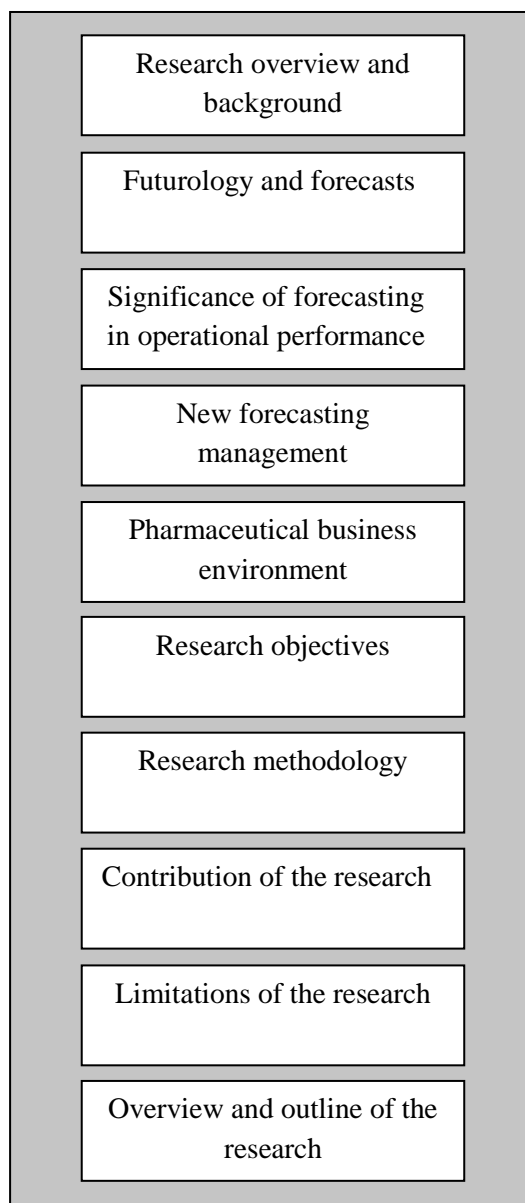 Research overview and
background
Futurology and forecasts
Significance of forecasting
in operational performance
New forecasting
management
Pharmaceutical business
environment
Research objectives
Research methodology
Contribution of the research
Limitations of the research
Overview and outline of the
research